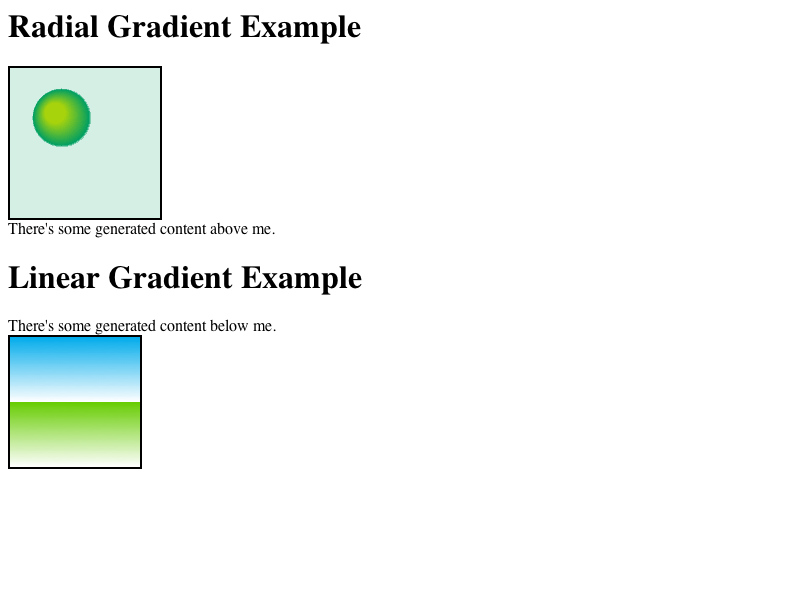 Radial Gradient Example
There's some generated content above me.
Linear Gradient Example
There's some generated content below me.